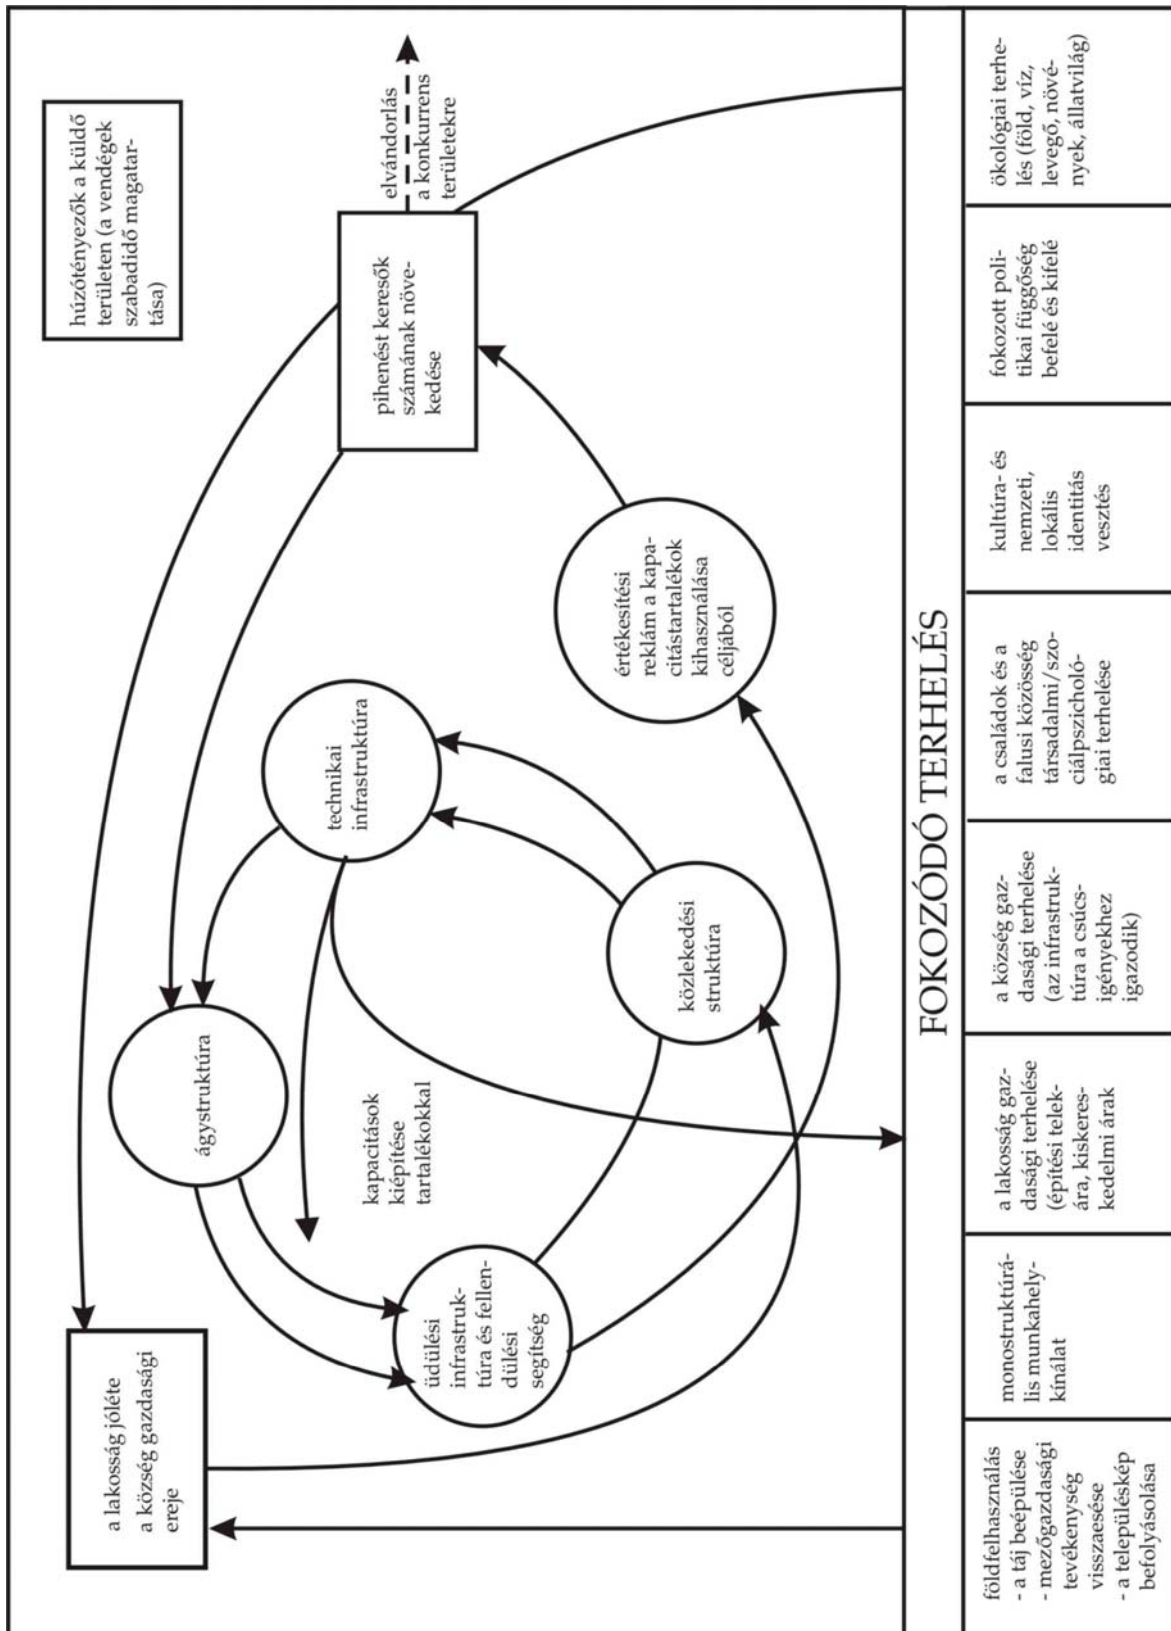 húzótényezők a küldő
területen (a vendégek
szabadidő magatar-
tása)
elvándorlás
a konkurrens
területekre
pihenést keresők
számának növe-
kedése
a lakosság jóléte
a község gazdasági
ereje
ágystruktúra
technikai
infrastruktúra
kapacitások
kiépítése
tartalékokkal
üdülési
infrastruk-
túra és fellen-
dülési
segítség
értékesítési
reklám a kapa-
citástartalékok
kihasználása
céljából
közlekedési
struktúra
FOKOZÓDÓ TERHELÉS
földfelhasználás
- a táj beépülése
- mezőgazdasági
tevékenység
visszaesése
- a településkép
befolyásolása
monostruktúrá-
lis munkahely-
kínálat
a lakosság gaz-
dasági terhelése
(építési telek-
ára, kiskeres-
kedelmi árak
a község gaz-
dasági terhelése
(az infrastruk-
túra a csúcs-
igényekhez
igazodik)
a családok és a
falusi közösség
társadalmi/szo-
ciálpszicholó-
giai terhelése
kultúra- és
nemzeti,
lokális
identitás
vesztés
fokozott poli-
tikai függőség
befelé és kifelé
ökológiai terhe-
lés (föld, víz,
levegő, növé-
nyek, állatvilág)